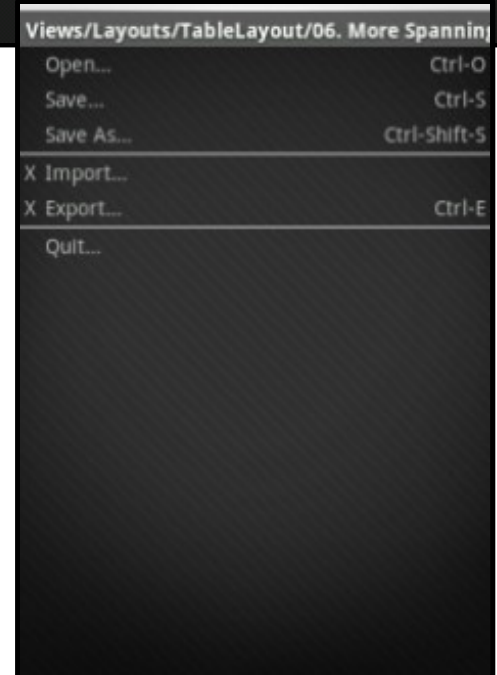 Views/Layouts/TableLayout/06. More Spanning
Open... Ctrl-O
Save... Ctrl-S
Save As... Ctrl-Shift-S
X Import...
X Export... Ctrl-E
Quit...